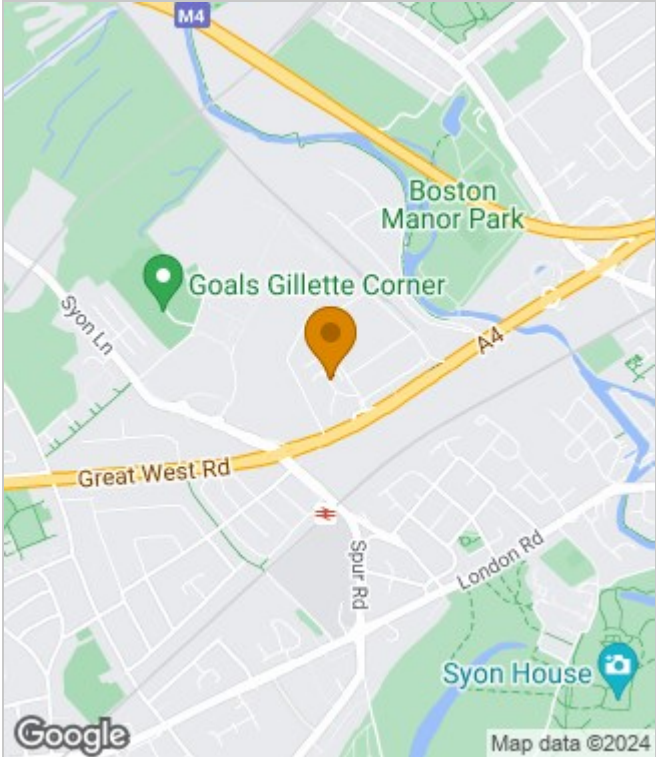 M4
Boston
Manor Park
Goals Gillette Corner
Syon Ln
A4
Great West Rd
Spur Rd
London Rd
Syon House
Google
Map data ©2024